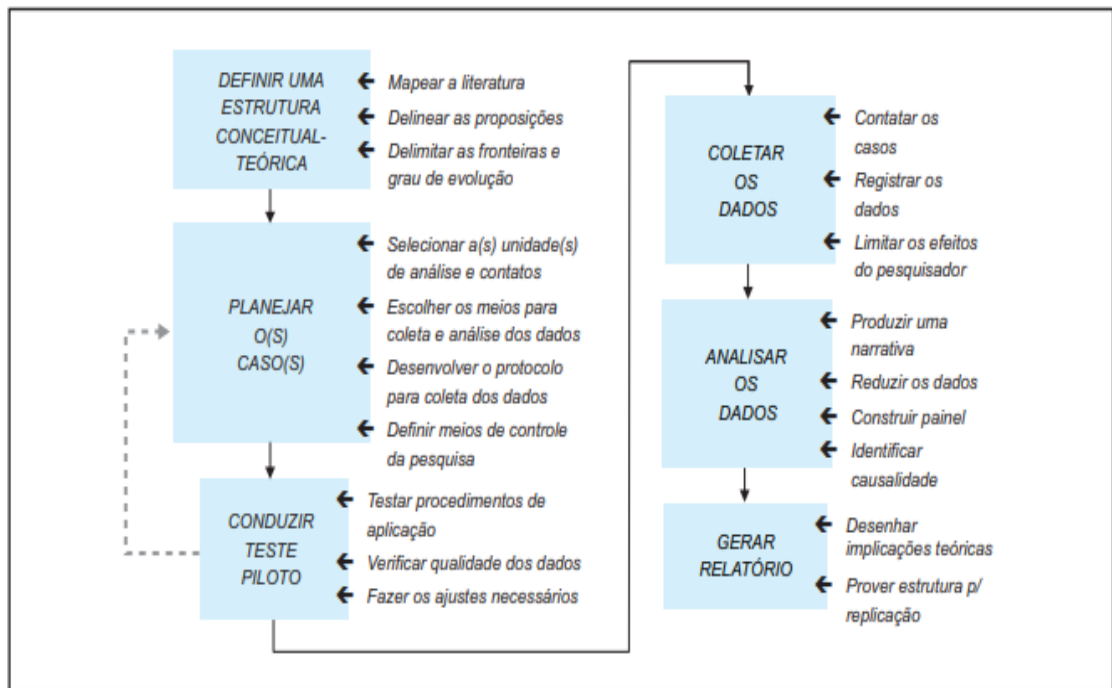 DEFINIR UMA
ESTRUTURA
CONCEITUAL-
TEÓRICA
Mapear a literatura
Delinear as proposições
Delimitar as fronteiras e
grau de evolução
PLANEJAR
O(S)
CASO(S)
Selecionar a(s) unidade(s)
de análise e contatos
Escolher os meios para
coleta e análise dos dados
Desenvolver o protocolo
para coleta dos dados
Definir meios de controle
da pesquisa
CONDUZIR
TESTE
PILOTO
Testar procedimentos de
aplicação
Verificar qualidade dos dados
Fazer os ajustes necessários
COLETAR
OS
DADOS
Contatar os
casos
Registrar os
dados
Limitar os efeitos
do pesquisador
ANALISAR
OS
DADOS
Produzir uma
narrativa
Reduzir os dados
Construir painel
Identificar
causalidade
GERAR
RELATÓRIO
Desenhar
implicações teóricas
Prover estrutura p/
replicação